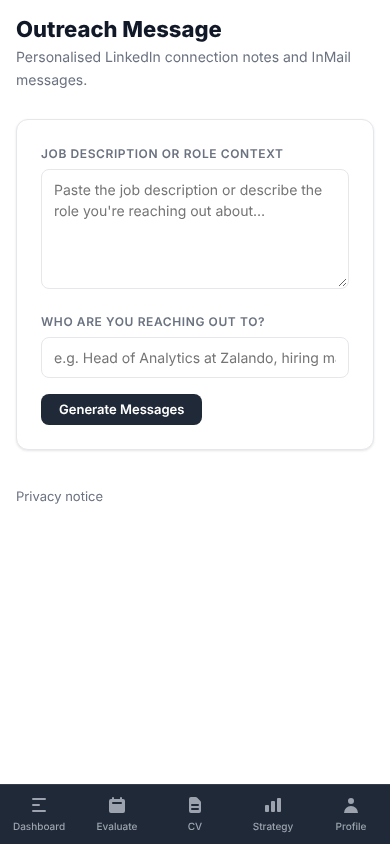 Outreach Message
Personalised LinkedIn connection notes and InMail
messages.
JOB DESCRIPTION OR ROLE CONTEXT
Paste the job description or describe the
role you're reaching out about...
WHO ARE YOU REACHING OUT TO?
e.g. Head of Analytics at Zalando, hiring m
Generate Messages
Privacy notice
Dashboard
Evaluate
CV
Strategy
Profile